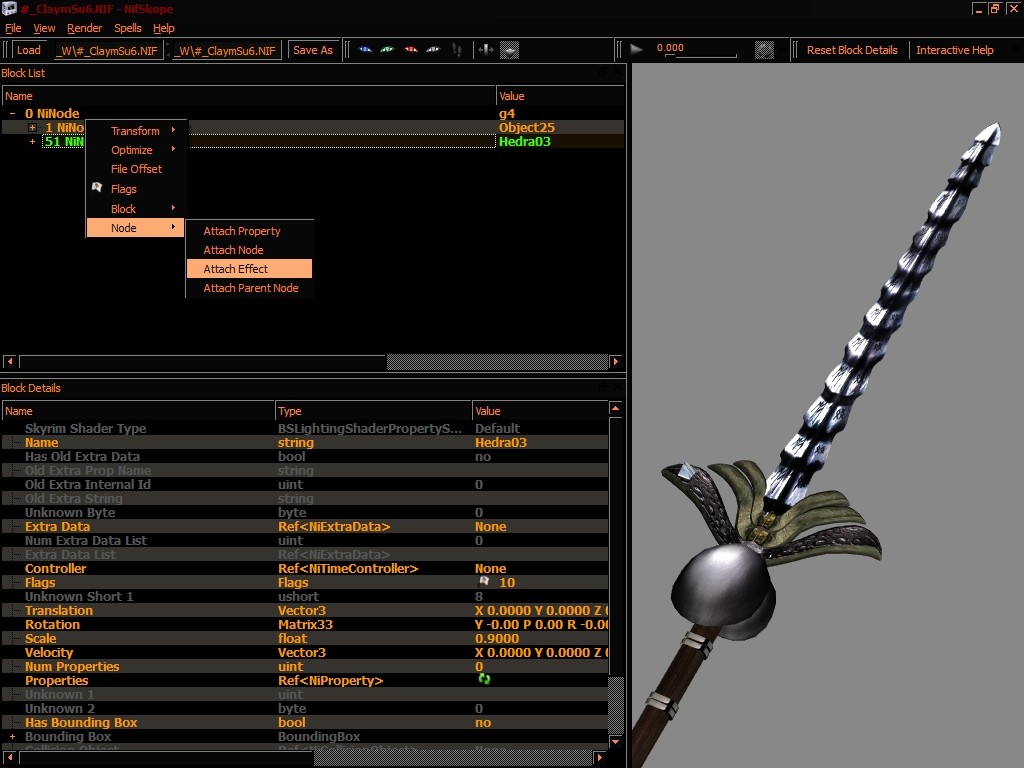 #_ClaymSu6.NIF - NifSkope
File View Render Spells Help
Load _W\#_ClaymSu6.NIF _W\#_ClaymSu6.NIF Save As 0.000 Reset Block Details Interactive Help
Block List
Name Value
0 NiNode g4
1 NiNo Object25
51 NiN Hedra03
Transform
Optimize
File Offset
Flags
Block
Node
Attach Property
Attach Node
Attach Effect
Attach Parent Node
Block Details
Name Type Value
Skyrim Shader Type BSLightingShaderPropertyS... Default
Name string Hedra03
Has Old Extra Data bool no
Old Extra Prop Name string
Old Extra Internal Id uint 0
Old Extra String string
Unknown Byte byte 0
Extra Data Ref<NiExtraData> None
Num Extra Data List uint 0
Extra Data List Ref<NiExtraData>
Controller Ref<NiTimeController> None
Flags Flags 10
Unknown Short 1 ushort 8
Translation Vector3 X 0.0000 Y 0.0000 Z
Rotation Matrix33 Y -0.00 P 0.00 R -0.0
Scale float 0.9000
Velocity Vector3 X 0.0000 Y 0.0000 Z
Num Properties uint 0
Properties Ref<NiProperty>
Unknown 1 uint
Unknown 2 byte 0
Has Bounding Box bool no
Bounding Box BoundingBox
Collision Object Ref<NiCollisionObject>